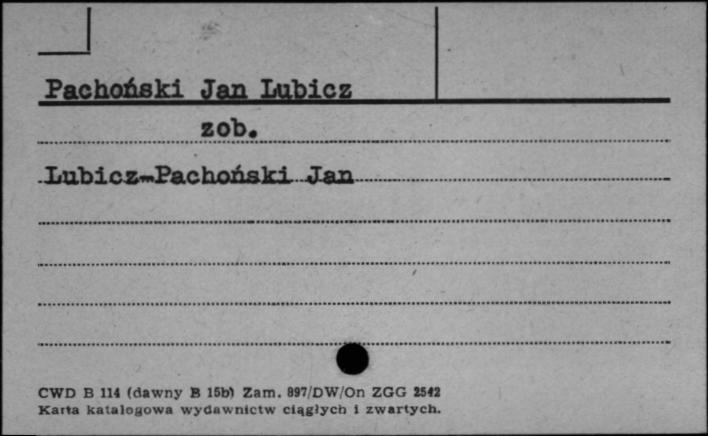 Pachoński Jan Lubicz
zob.
Lubicz-Pachoński Jan
CWD B 114 (dawny B 15b) Zam. 897/DW/On ZGG 2542
Karta katalogowa wydawnictw ciągłych i zwartych.